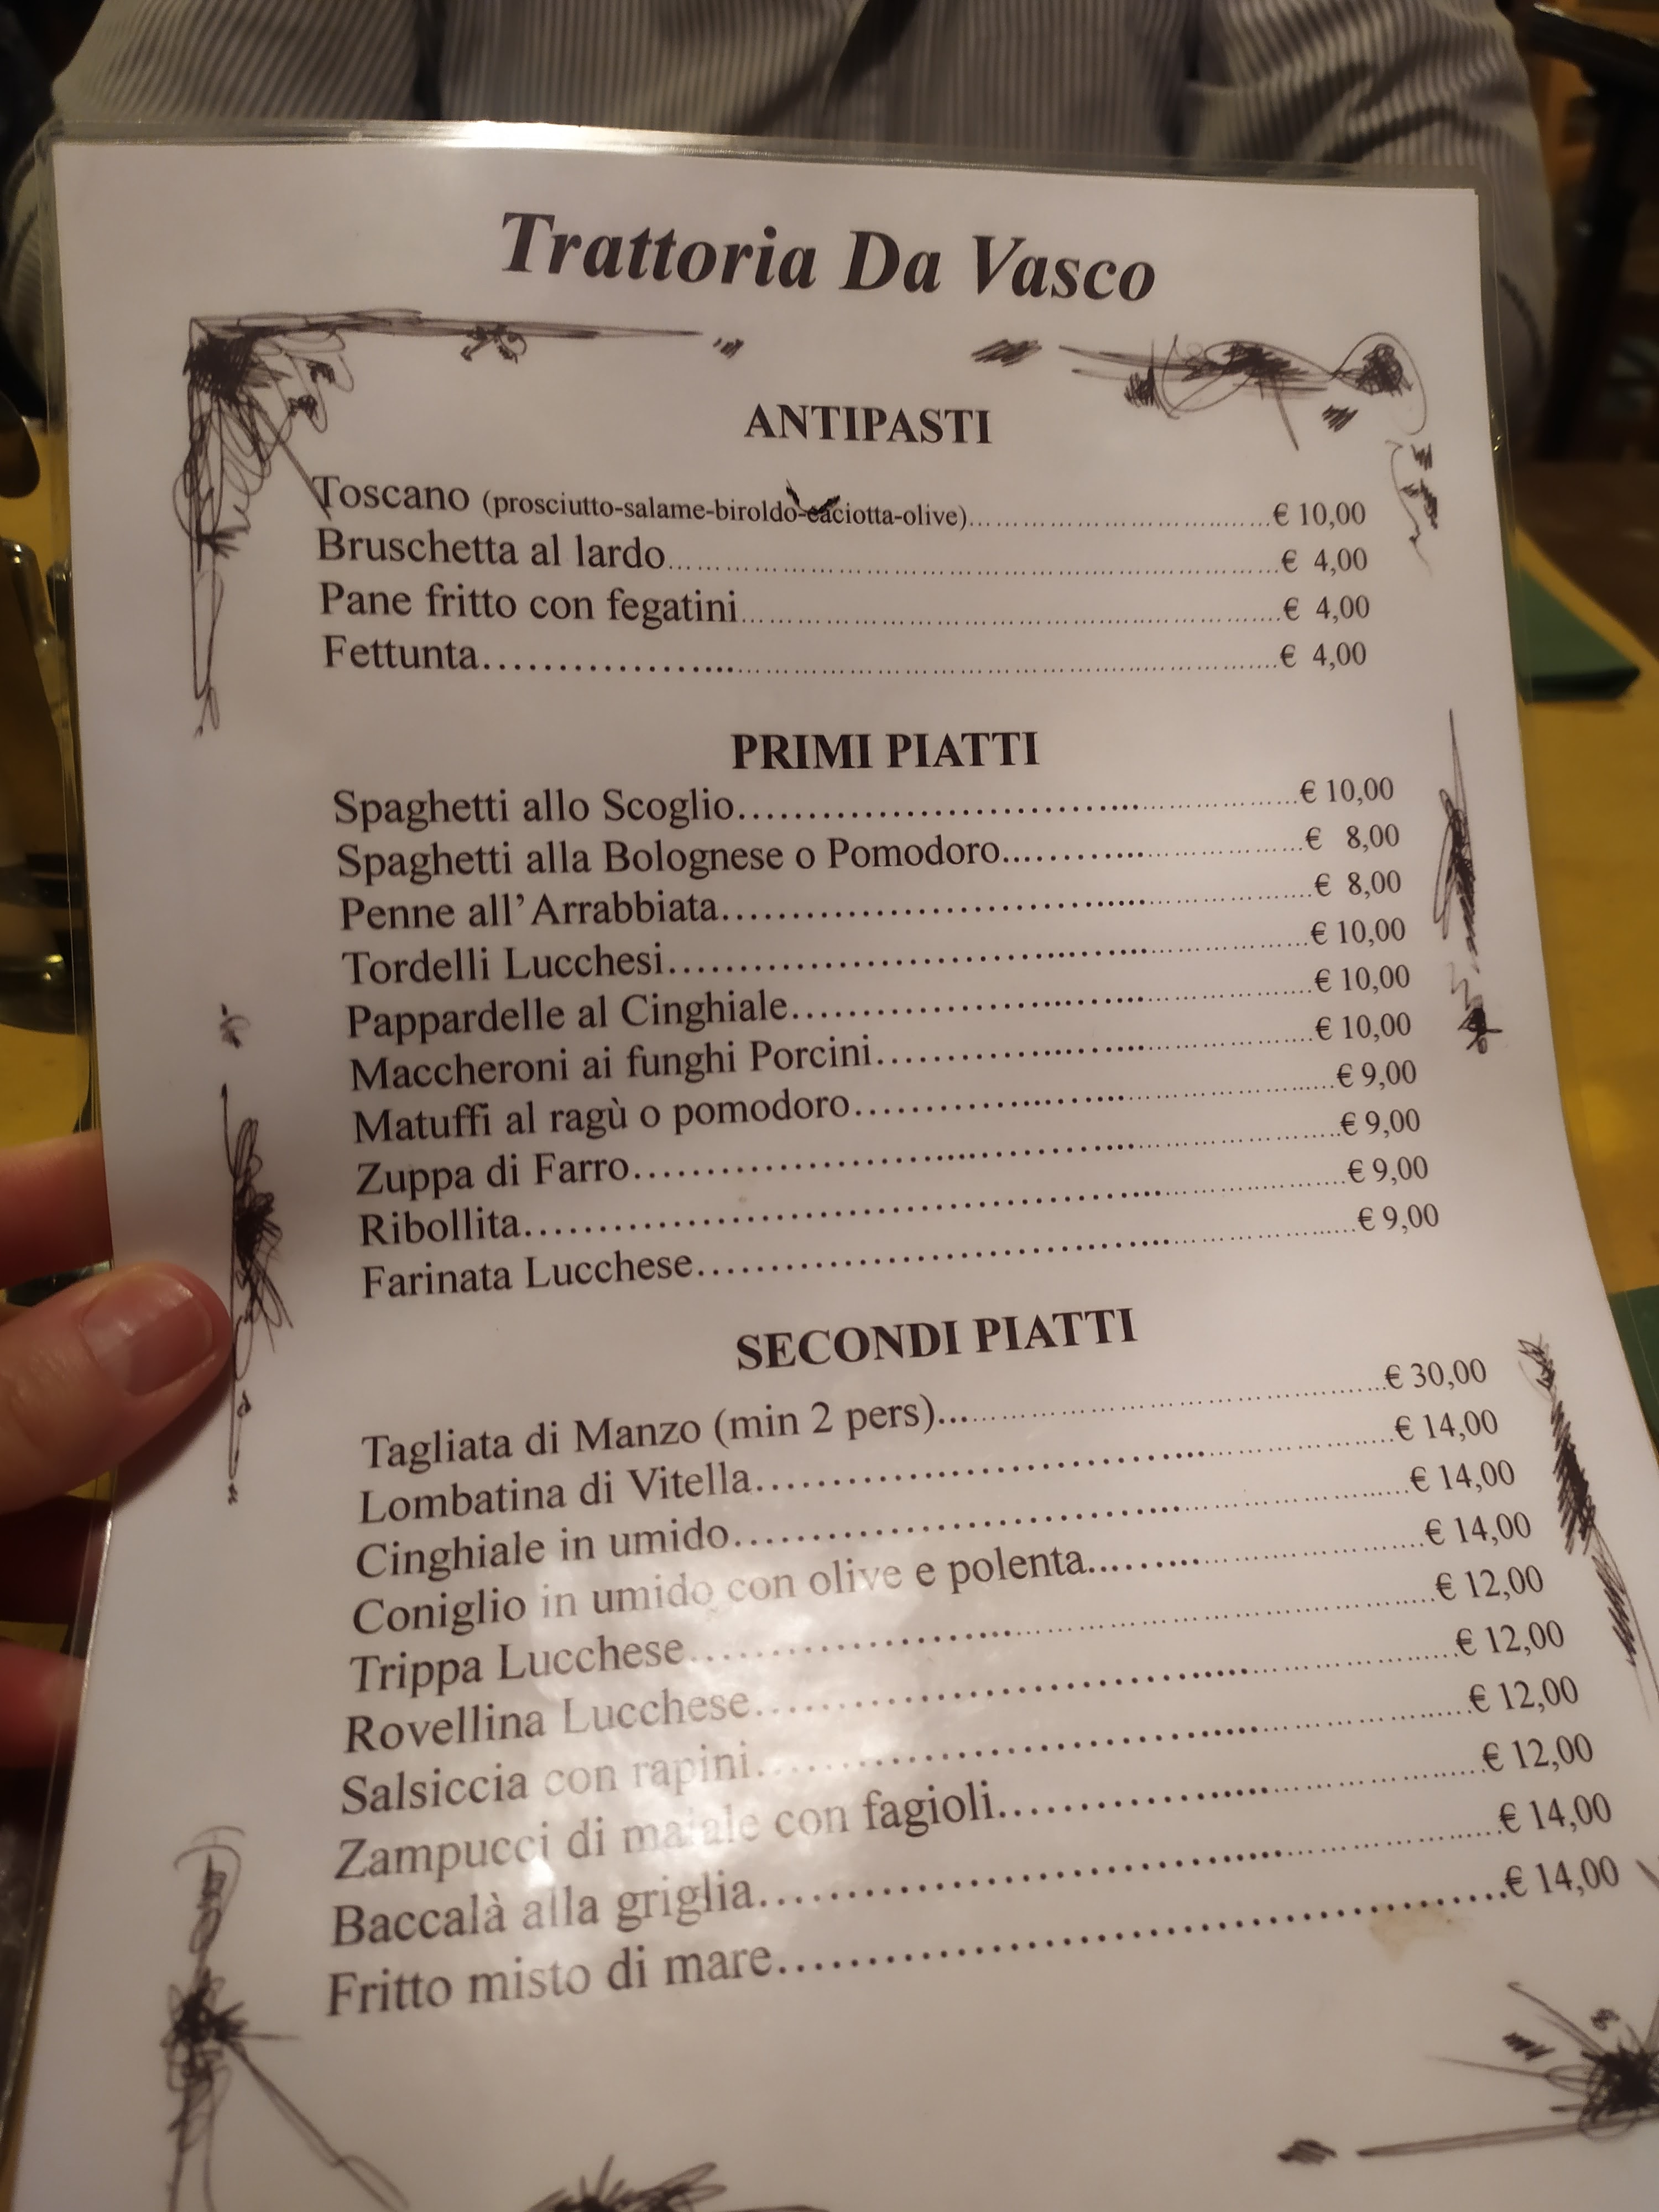 Trattoria Da Vasco
ANTIPASTI
Toscano (prosciutto-salame-biroldo-caciotta-olive)........................€ 10,00
Bruschetta al lardo........................€ 4,00
Pane fritto con fegatini........................€ 4,00
Fettunta........................€ 4,00
PRIMI PIATTI
Spaghetti allo Scoglio........................€ 10,00
Spaghetti alla Bolognese o Pomodoro........................€ 8,00
Penne all’Arrabbiata........................€ 8,00
Tordelli Lucchesi........................€ 10,00
Pappardelle al Cinghiale........................€ 10,00
Maccheroni ai funghi Porcini........................€ 10,00
Matuffi al ragù o pomodoro........................€ 9,00
Zuppa di Farro........................€ 9,00
Ribollita........................€ 9,00
Farinata Lucchese........................€ 9,00
SECONDI PIATTI
Tagliata di Manzo (min 2 pers)........................€ 30,00
Lombatina di Vitella........................€ 14,00
Cinghiale in umido........................€ 14,00
Coniglio in umido con olive e polenta........................€ 14,00
Trippa Lucchese........................€ 12,00
Rovellina Lucchese........................€ 12,00
Salsiccia con rapini........................€ 12,00
Zampucci di maiale con fagioli........................€ 12,00
Baccalà alla griglia........................€ 14,00
Fritto misto di mare........................€ 14,00